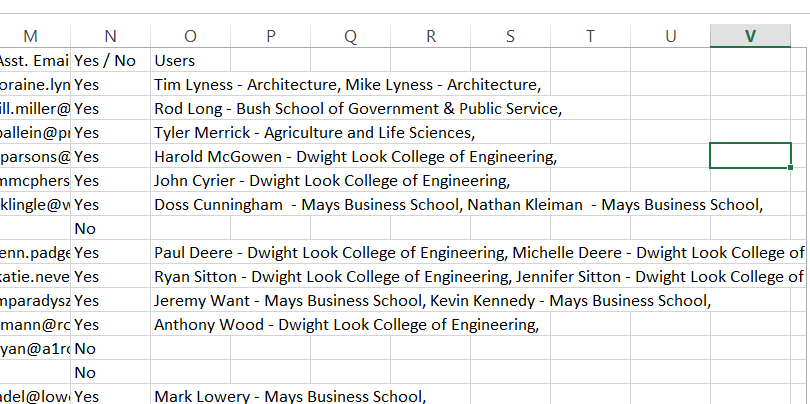 M N O P Q R S T U V
Asst. Emai Yes / No Users
oraine.lyn Yes Tim Lyness - Architecture, Mike Lyness - Architecture,
ill.miller@ Yes Rod Long - Bush School of Government & Public Service,
pallein@pr Yes Tyler Merrick - Agriculture and Life Sciences,
parsons@ Yes Harold McGowen - Dwight Look College of Engineering,
mmcphers Yes John Cyrier - Dwight Look College of Engineering,
klingle@w Yes Doss Cunningham  - Mays Business School, Nathan Kleiman  - Mays Business School,
No
enn.padge Yes Paul Deere - Dwight Look College of Engineering, Michelle Deere - Dwight Look College of
katie.neve Yes Ryan Sitton - Dwight Look College of Engineering, Jennifer Sitton - Dwight Look College of
mparadysz Yes Jeremy Want - Mays Business School, Kevin Kennedy - Mays Business School,
mann@ro Yes Anthony Wood - Dwight Look College of Engineering,
yan@a1ro No
No
adel@low Yes Mark Lowery - Mays Business School,